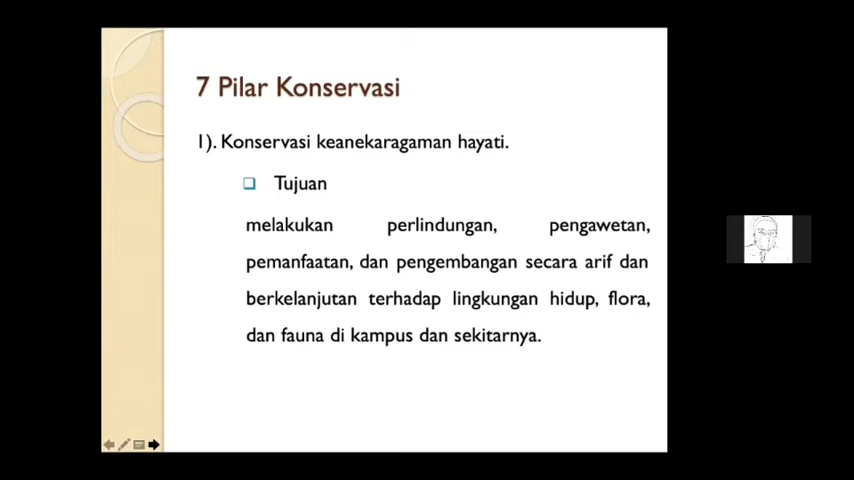 7 Pilar Konservasi
1). Konservasi keanekaragaman hayati.
Tujuan
melakukan perlindungan, pengawetan,
pemanfaatan, dan pengembangan secara arif dan
berkelanjutan terhadap lingkungan hidup, flora,
dan fauna di kampus dan sekitarnya.